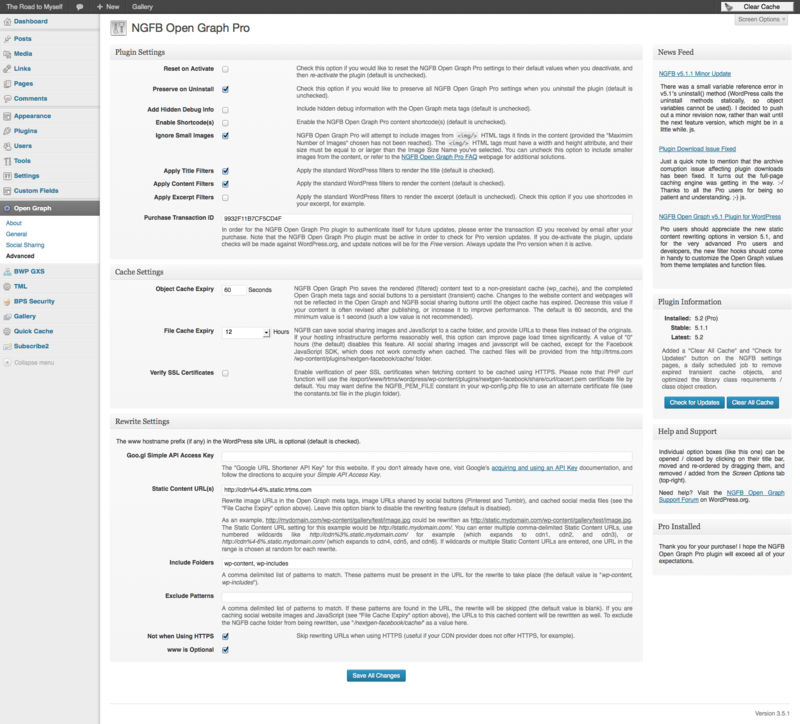 The Road to Myself
New
Gallery
Clear Cache
Screen Options
Dashboard
Posts
Media
Links
Pages
Comments
Appearance
Plugins
Users
Tools
Settings
Custom Fields
Open Graph
About
General
Social Sharing
Advanced
BWP GXS
TML
BPS Security
Gallery
Quick Cache
Subscribe2
Collapse menu
NGFB Open Graph Pro
Plugin Settings
Reset on Activate
Check this option if you would like to reset the NGFB Open Graph Pro settings to their default values when you deactivate, and
then re-activate the plugin (default is unchecked).
Preserve on Uninstall
Check this option if you would like to preserve all NGFB Open Graph Pro settings when you uninstall the plugin (default is
unchecked).
Add Hidden Debug Info
Include hidden debug information with the Open Graph meta tags (default is unchecked).
Enable Shortcode(s)
Enable the NGFB Open Graph Pro content shortcode(s) (default is unchecked).
Ignore Small Images
NGFB Open Graph Pro will attempt to include images from <img/> HTML tags it finds in the content (provided the "Maximim
Number of Images" chosen has not been reached). The <img/> HTML tags must have a width and height attribute, and their
size must be equal to or larger than the Image Size Name you've selected. You can uncheck this option to include smaller
images from the content, or refer to the NGFB Open Graph Pro FAQ webpage for additional solutions.
Apply Title Filters
Apply the standard WordPress filters to render the title (default is checked).
Apply Content Filters
Apply the standard WordPress filters to render the content (default is checked).
Apply Excerpt Filters
Apply the standard WordPress filters to render the excerpt (default is unchecked). Check this option if you use shortcodes in
your excerpt, for example.
Purchase Transaction ID
9932F11B7CF5CD4F
In order for the NGFB Open Graph Pro plugin to authenticate itself for future updates, please enter the transaction ID you received by email after your
purchase. Note that the NGFB Open Graph Pro plugin must be active in order to check for Pro version updates. If you de-activate the plugin, update
checks will be made against WordPress.org, and update notices will be for the Free version. Always update the Pro version when it is active.
Cache Settings
Object Cache Expiry
60 Seconds
NGFB Open Graph Pro saves the rendered (filtered) content text to a non-presistant cache (wp_cache), and the completed
Open Graph meta tags and social buttons to a persistant (transient) cache. Changes to the website content and webpages will
not be reflected in the Open Graph and NGFB social sharing buttons until the object cache has expired. Decrease this value if
your content is often revised after publishing, or increase it to improve performance. The default is 60 seconds, and the
minimum value is 1 second (such a low value is not recommended).
File Cache Expiry
12 Hours
NGFB can save social sharing images and JavaScript to a cache folder, and provide URLs to these files instead of the originals.
If your hosting infrastructure performs reasonably well, this option can improve page load times significantly. A value of "0"
hours (the default) disables this feature. All social sharing images and javascript will be cached, except for the Facebook
JavaScript SDK, which does not work correctly when cached. The cached files will be provided from the http://trtms.com
/wp-content/plugins/nextgen-facebook/cache/ folder.
Verify SSL Certificates
Enable verification of peer SSL certificates when fetching content to be cached using HTTPS. Please note that PHP curl
function will use the /export/www/trtms/wordpress/wp-content/plugins/nextgen-facebook/share/curl/cacert.pem certificate file by default.
You may want define the NGFB_PEM_FILE constant in your wp-config.php file to use an alternate certificate file (see
the constants.txt file in the plugin folder).
Rewrite Settings
The www hostname prefix (if any) in the WordPress site URL is optional (default is checked).
Goo.gl Simple API Access Key
The "Google URL Shortener API Key" for this website. If you don't already have one, visit Google's acquiring and using an API Key documentation, and
follow the directions to acquire your Simple API Access Key.
Static Content URL(s)
http://cdn%4-6%.static.trtms.com
Rewrite image URLs in the Open Graph meta tags, image URLs shared by social buttons (Pinterest and Tumblr), and cached social media files (see the
"File Cache Expiry" option above). Leave this option blank to disable the rewriting feature (default is disabled).
As an example, http://mydomain.com/wp-content/gallery/test/image.jpg could be rewritten as http://static.mydomain.com/wp-content/gallery/test/image.jpg.
The Static Content URL setting for this example would be http://static.mydomain.com/. You can enter multiple comma-delimited Static Content URLs, use
numbered wildcards like http://cdn%3%.static.mydomain.com/ for example (which expands to cdn1, cdn2, and cdn3), or
http://cdn%4-6%.static.mydomain.com/ (which expands to cdn4, cdn5, and cdn6). If wildcards or multiple Static Content URLs are entered, one URL in the
range is chosen at random for each rewrite.
Include Folders
wp-content, wp-includes
A comma delimited list of patterns to match. These patterns must be present in the URL for the rewrite to take place (the default value is "wp-content,
wp-includes").
Exclude Patterns
A comma delimited list of patterns to match. If these patterns are found in the URL, the rewrite will be skipped (the default value is blank). If you are
caching social website images and JavaScript (see "File Cache Expiry" option above), the URLs to this cached content will be rewritten as well. To exclude
the NGFB cache folder from being rewritten, use "/nextgen-facebook/cache/" as a value here.
Not when Using HTTPS
Skip rewriting URLs when using HTTPS (useful if your CDN provider does not offer HTTPS, for example).
www is Optional
Save All Changes
News Feed
NGFB v5.1.1 Minor Update
There was a small variable reference error in
v5.1's uninstall() method (WordPress calls the
uninstall methods statically, so object
variables cannot be used). I decided to push
out a minor revision now, rather than wait until
the next feature version, which might be in a
little while. js.
Plugin Download Issue Fixed
Just a quick note to mention that the archive
corruption issue affecting plugin downloads
has been fixed. It turns out the full-page
caching engine was getting in the way. :-/
Thanks to all the Pro users for being so
patient and understanding. ;-) js.
NGFB Open Graph v5.1 Plugin for WordPress
Pro users should appreciate the new static
content rewriting options in version 5.1, and
for the very advanced Pro users and
developers, the new filter hooks should come
in handy to customize the Open Graph values
from theme templates and function files.
Plugin Information
Installed: 5.2 (Pro)
Stable: 5.1.1
Latest: 5.2
Added a "Clear All Cache" and "Check for
Updates" button on the NGFB settings
pages, a daily scheduled job to remove
expired transient cache objects, and
optimized the library class requirements /
class object creation.
Check for Updates
Clear All Cache
Help and Support
Individual option boxes (like this one) can be
opened / closed by clicking on their title bar,
moved and re-ordered by dragging them, and
removed / added from the Screen Options tab
(top-right).
Need help? Visit the NGFB Open Graph
Support Forum on WordPress.org.
Pro Installed
Thank you for your purchase! I hope the NGFB
Open Graph Pro plugin will exceed all of your
expectations.
Version 3.5.1